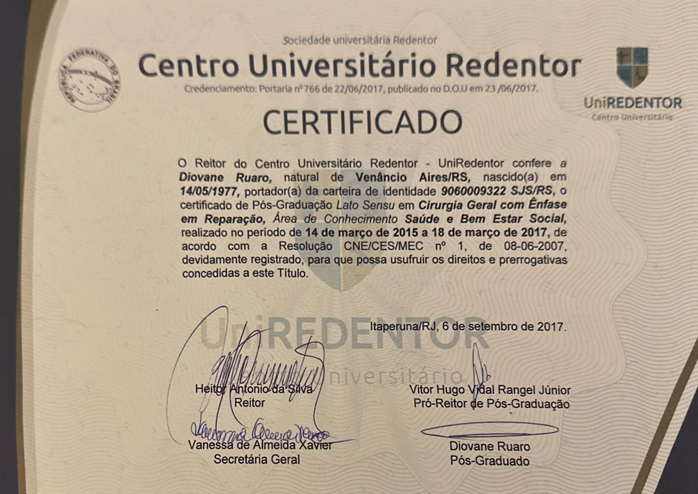 Sociedade universitária Redentor
Centro Universitário Redentor
Credenciamento: Portaria nº 766 de 22/06/2017, publicado no D.O.U em 23 /06/2017.
REPÚBLICA FEDERATIVA DO BRASIL
UniREDENTOR
Centro Universitário
CERTIFICADO
O Reitor do Centro Universitário Redentor - UniRedentor confere a
Diovane Ruaro, natural de Venâncio Aires/RS, nascido(a) em
14/05/1977, portador(a) da carteira de identidade 9060009322 SJS/RS, o
certificado de Pós-Graduação Lato Sensu em Cirurgia Geral com Ênfase
em Reparação, Área de Conhecimento Saúde e Bem Estar Social,
realizado no período de 14 de março de 2015 a 18 de março de 2017, de
acordo com a Resolução CNE/CES/MEC nº 1, de 08-06-2007,
devidamente registrado, para que possa usufruir os direitos e prerrogativas
concedidas a este Título.
Itaperuna/RJ, 6 de setembro de 2017.
UniREDENTOR
Universitário
Heitor Antonio da Silva
Reitor
Vitor Hugo Vidal Rangel Júnior
Pró-Reitor de Pós-Graduação
Vanessa de Almeida Xavier
Secretária Geral
Diovane Ruaro
Pós-Graduado